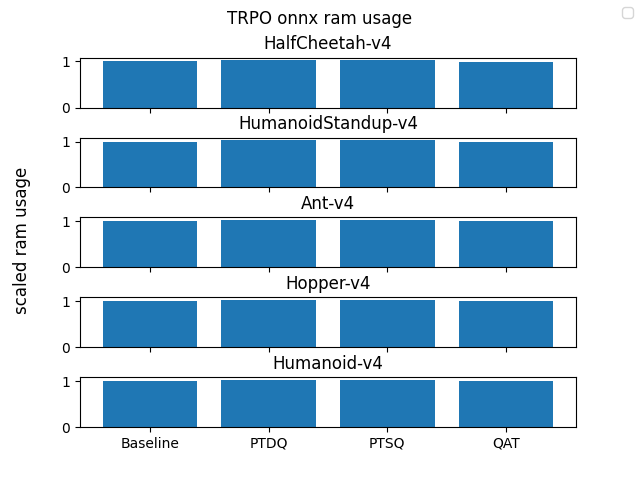 TRPO onnx ram usage
HalfCheetah-v4
1
0
HumanoidStandup-v4
1
0
scaled ram usage
Ant-v4
1
0
Hopper-v4
1
0
Humanoid-v4
1
0
Baseline PTDQ PTSQ QAT